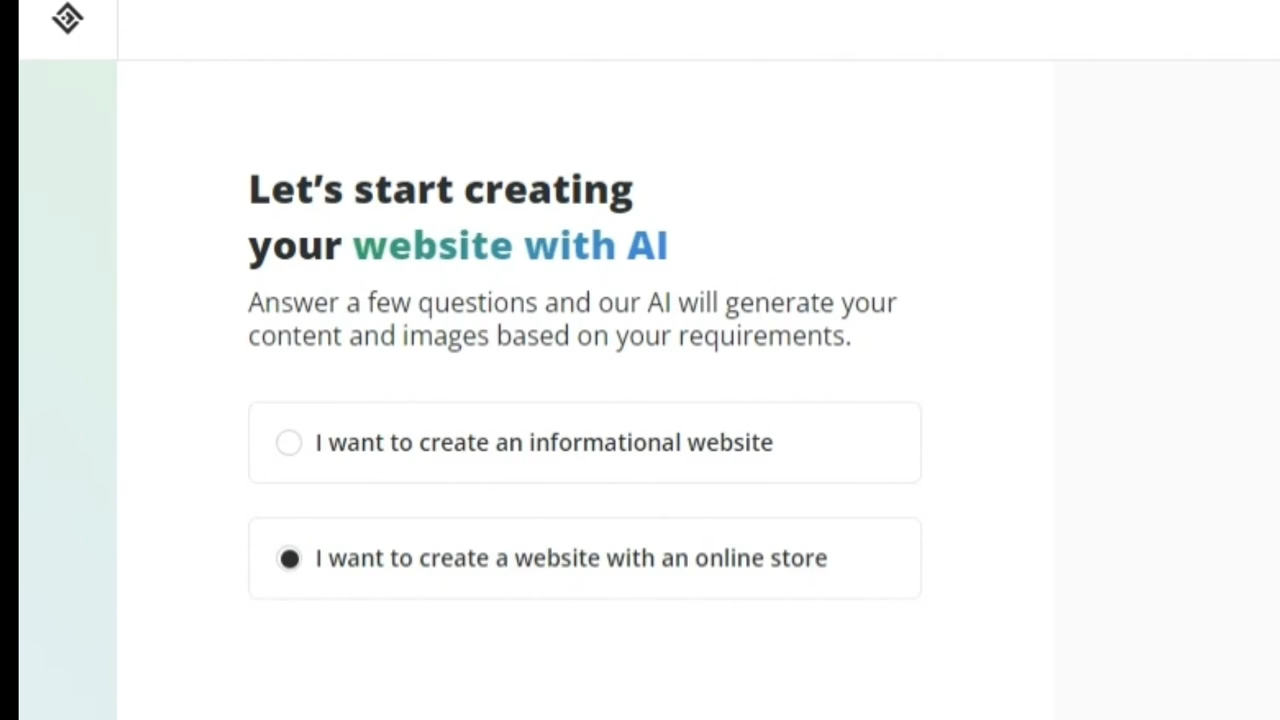 Let’s start creating
your website with AI
Answer a few questions and our AI will generate your
content and images based on your requirements.
I want to create an informational website
I want to create a website with an online store